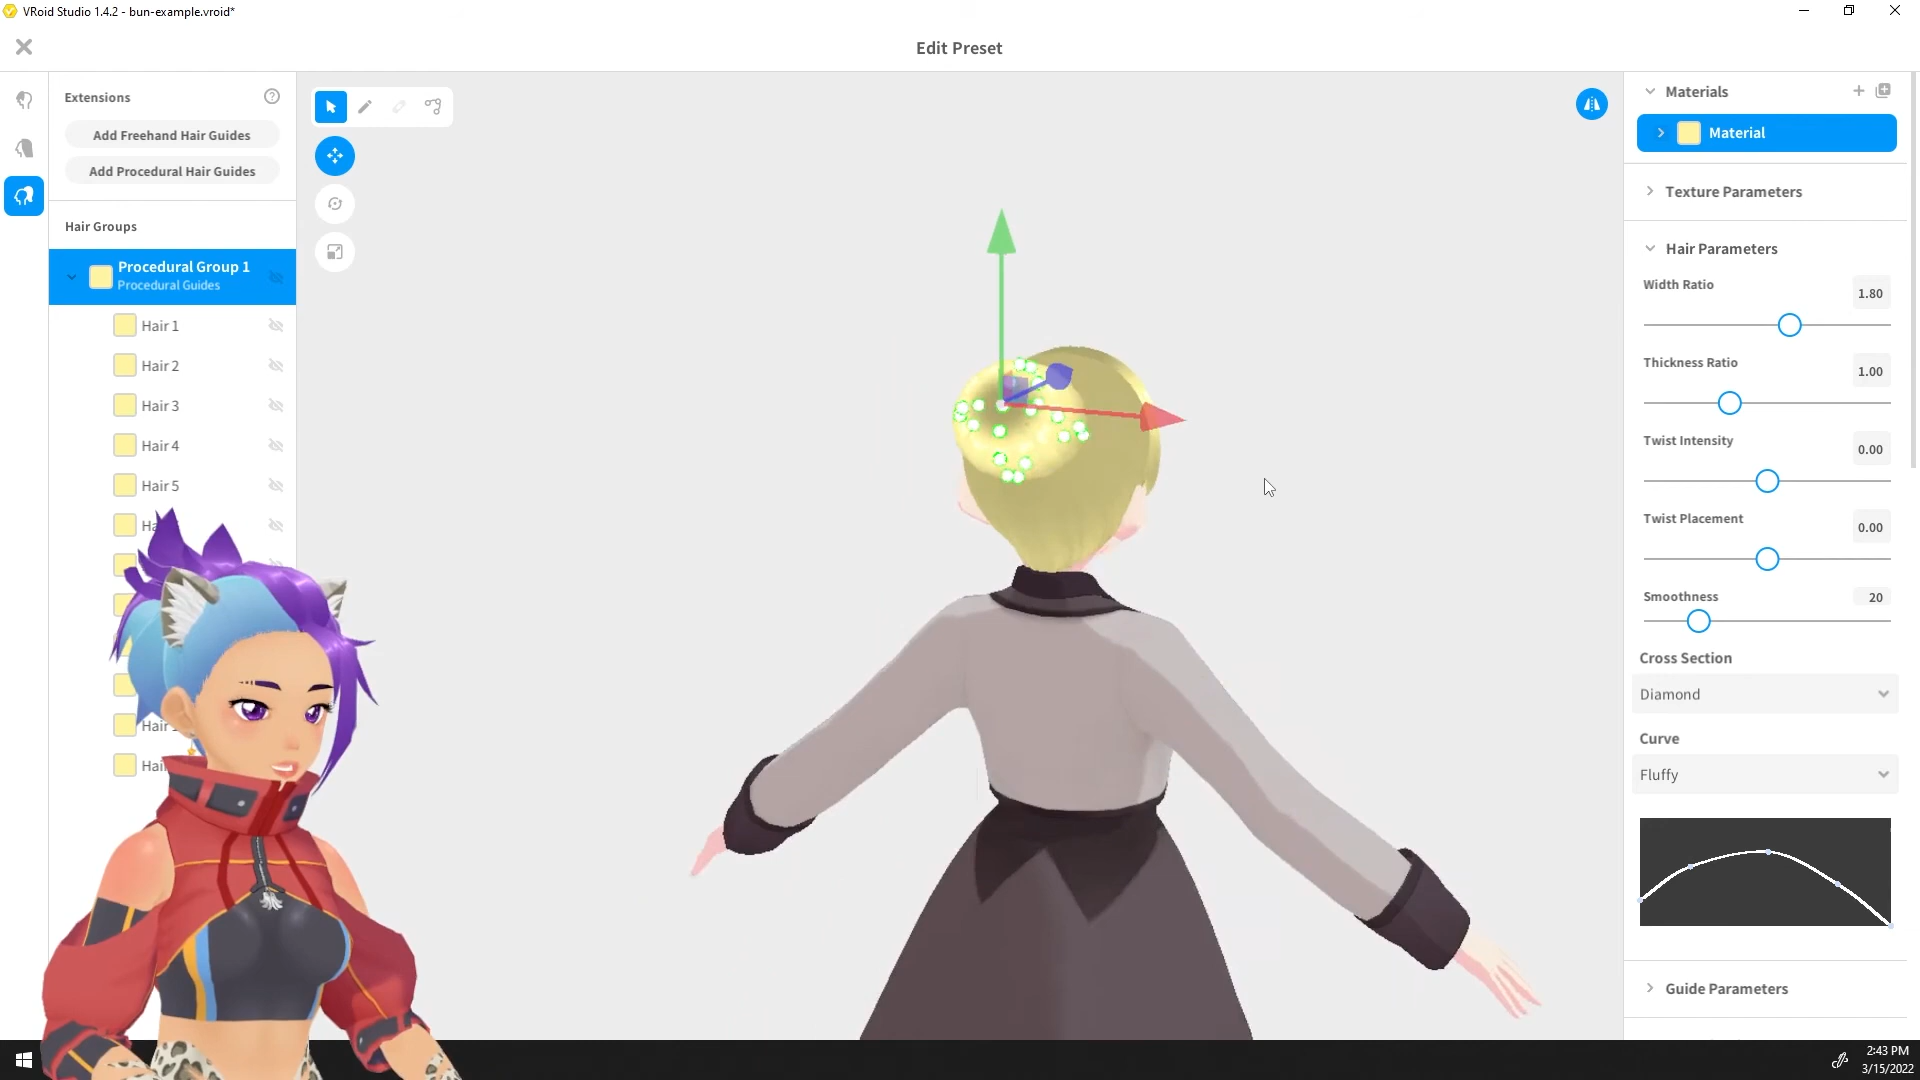 VRoid Studio 1.4.2 - bun-example.vroid*
Edit Preset
Extensions
Add Freehand Hair Guides
Add Procedural Hair Guides
Hair Groups
Procedural Group 1
Procedural Guides
Hair 1
Hair 2
Hair 3
Hair 4
Hair 5
Ha
Hair
Hai
Materials
Material
Texture Parameters
Hair Parameters
Width Ratio
1.80
Thickness Ratio
1.00
Twist Intensity
0.00
Twist Placement
0.00
Smoothness
20
Cross Section
Diamond
Curve
Fluffy
Guide Parameters
2:43 PM
3/15/2022